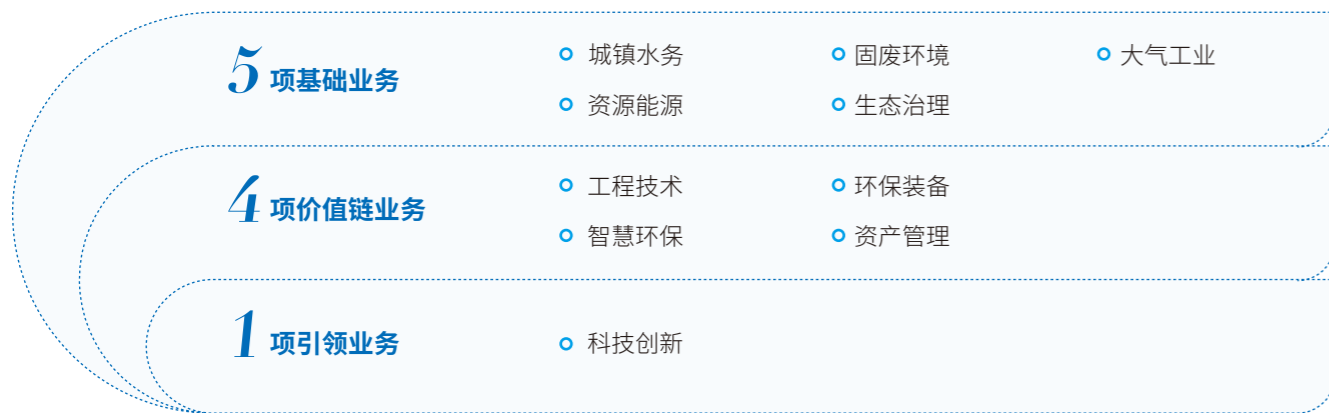 5项基础业务
城镇水务 固废环境 大气工业
资源能源 生态治理
4项价值链业务
工程技术 环保装备
智慧环保 资产管理
1项引领业务
科技创新